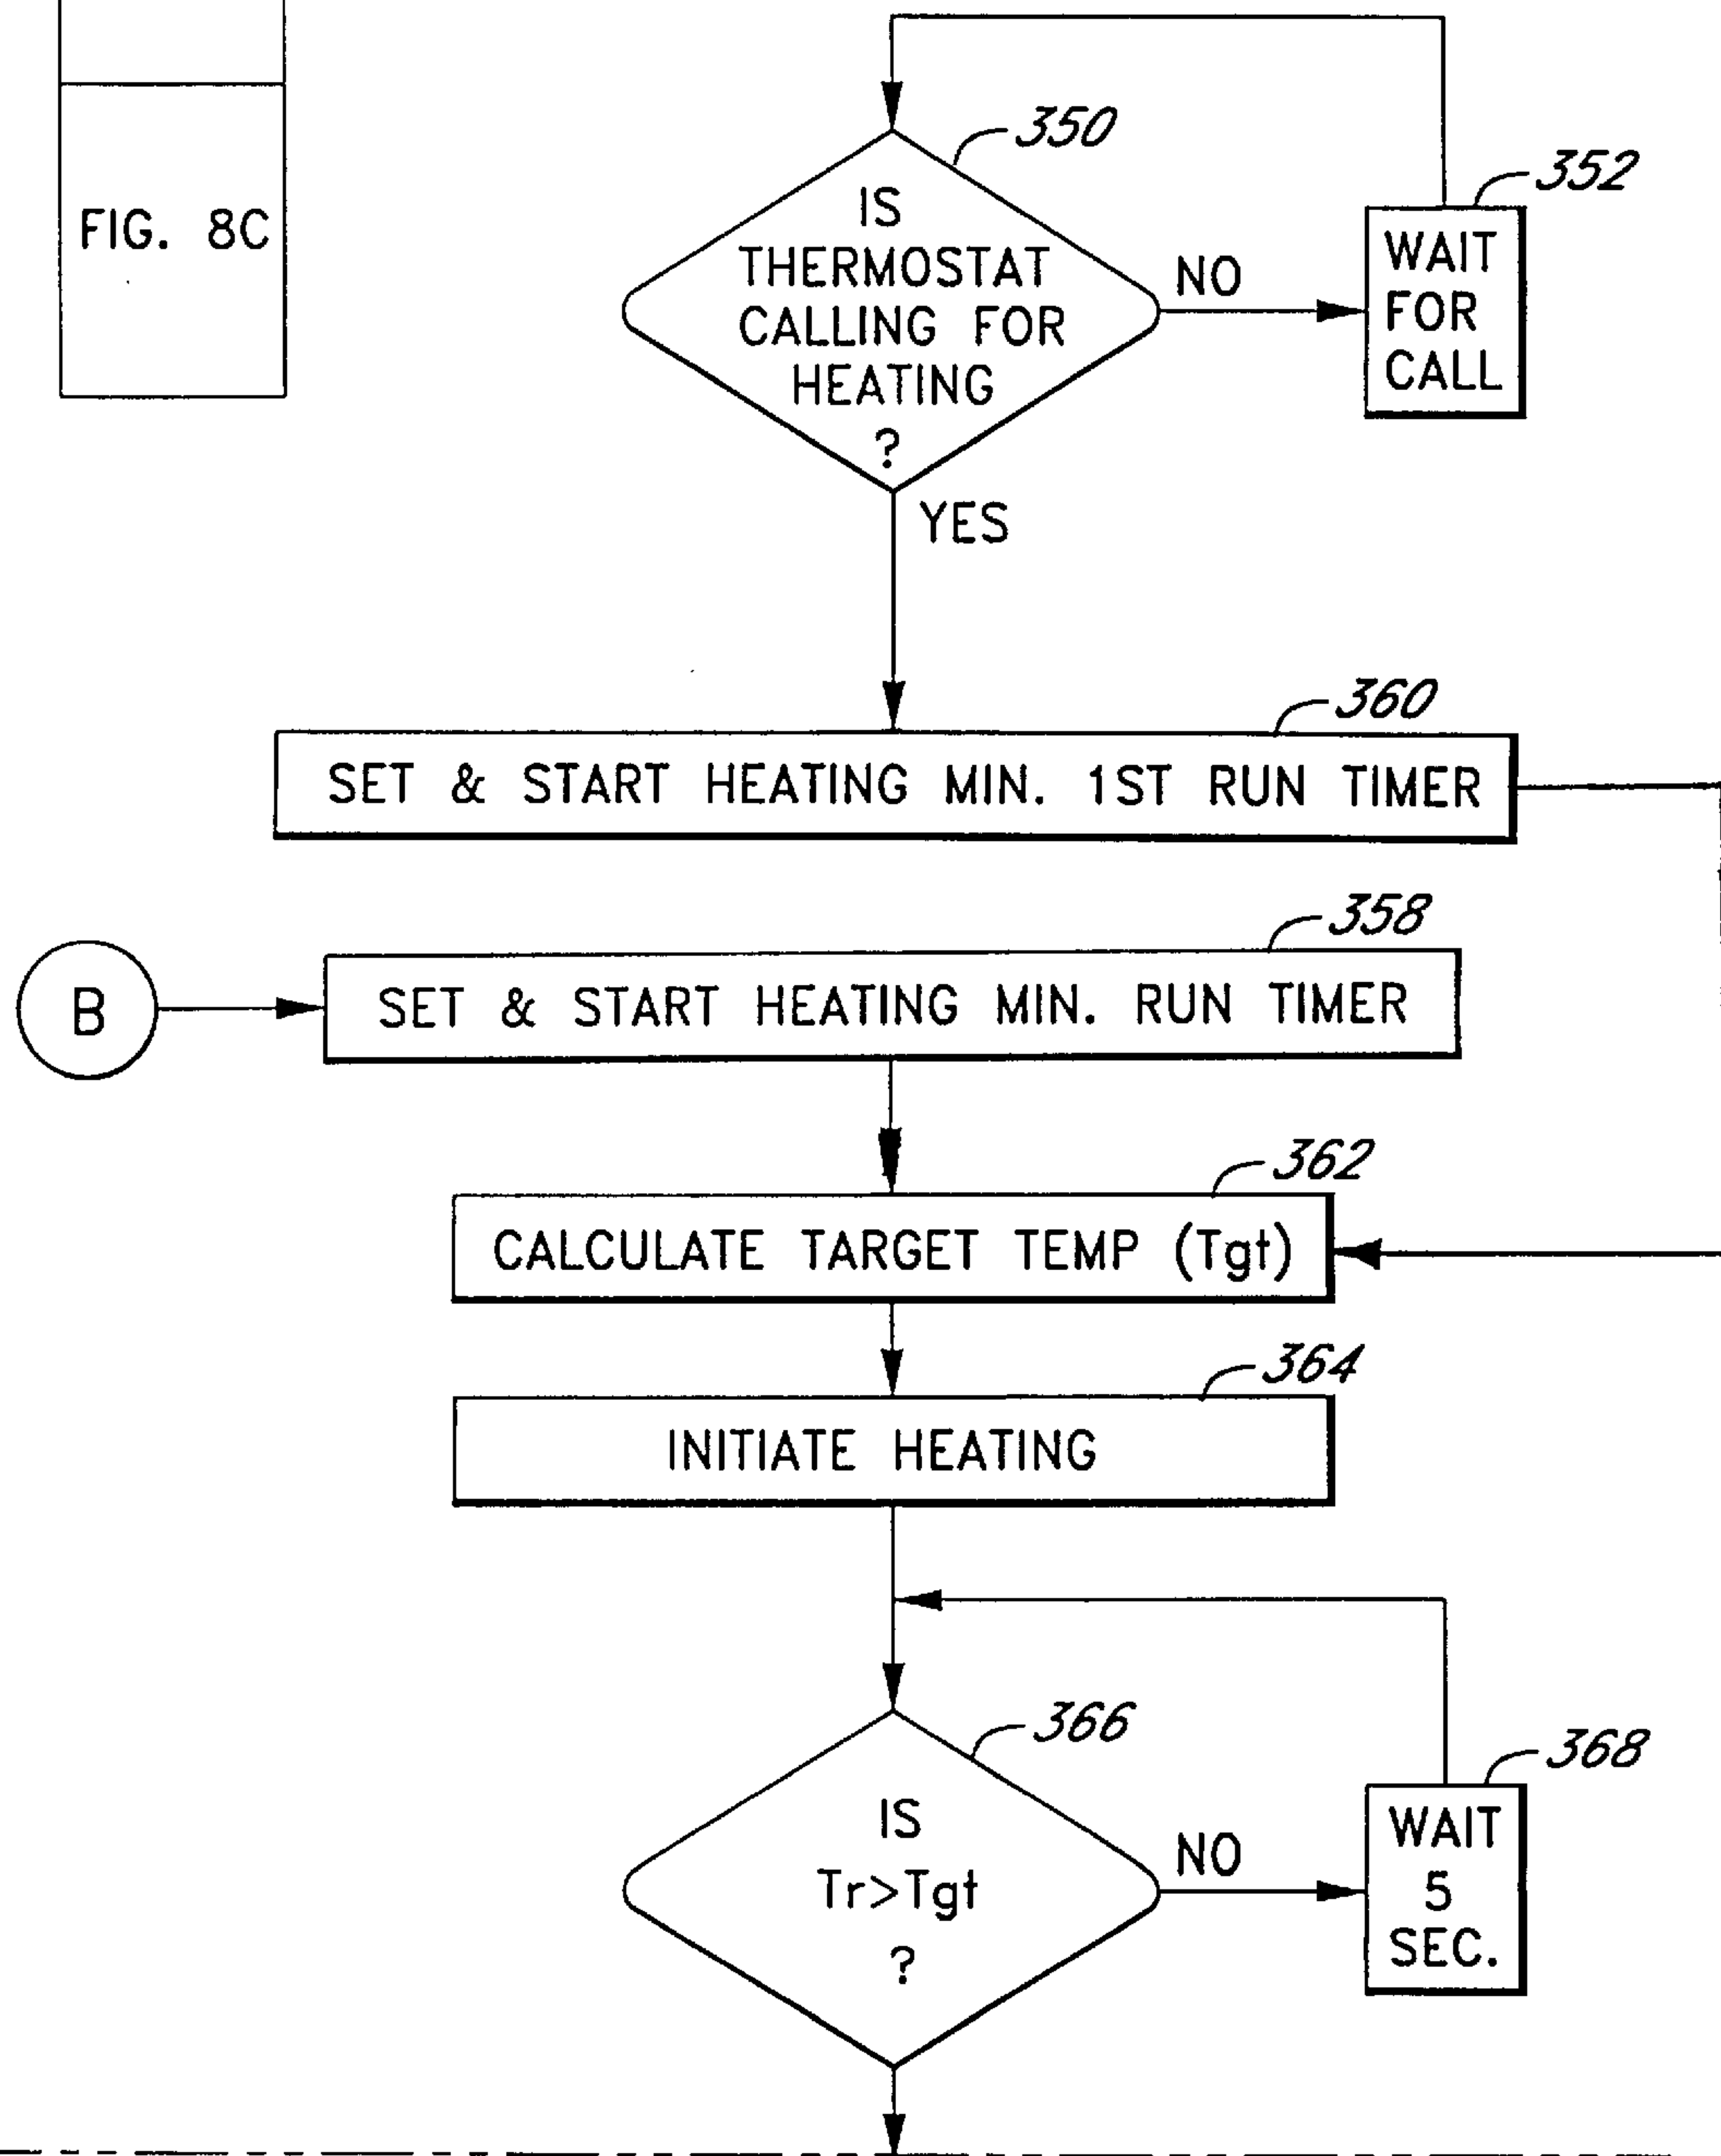 FIG. 8C
350
IS
THERMOSTAT
CALLING FOR
HEATING
?
NO
352
WAIT
FOR
CALL
YES
360
SET & START HEATING MIN. 1ST RUN TIMER
358
B
SET & START HEATING MIN. RUN TIMER
362
CALCULATE TARGET TEMP (Tgt)
364
INITIATE HEATING
366
IS
Tr>Tgt
?
NO
368
WAIT
5
SEC.